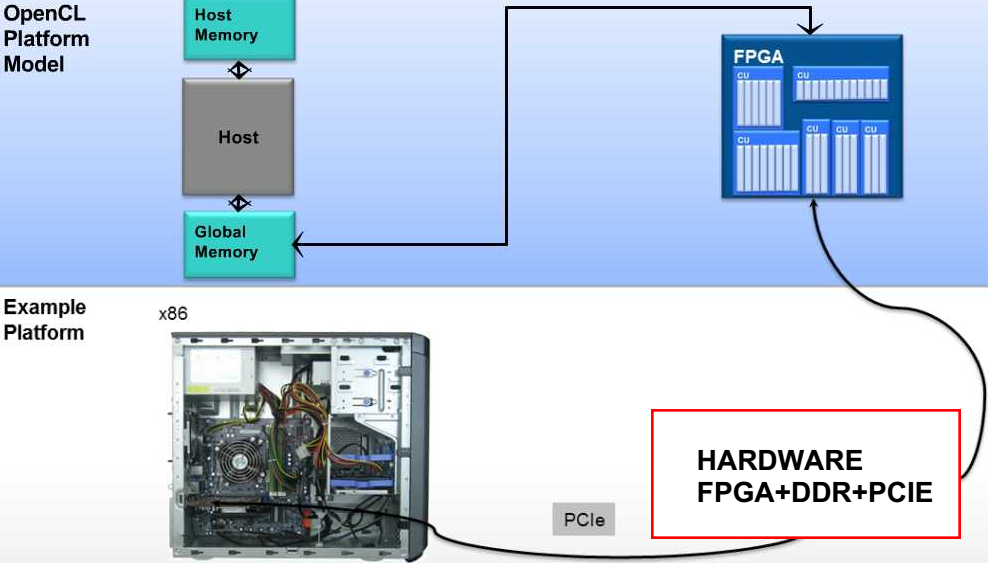 OpenCL
Platform
Model
Host
Memory
Host
Global
Memory
FPGA
CU
CU
CU
CU
CU
CU
Example
Platform
x86
PCIe
HARDWARE
FPGA+DDR+PCIE